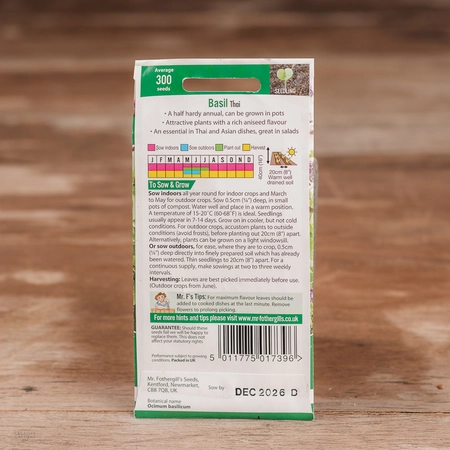 Average
300
seeds
SEEDLING
Basil Thai
• A half hardy annual, can be grown in pots
• Attractive plants with a rich aniseed flavour
• An essential in Thai and Asian dishes, great in salads
Sow indoors Sow outdoors Plant out Harvest
J F M A M J J A S O N D
40cm (16")
20cm (8")
Warm well
drained soil
To Sow & Grow
Sow indoors all year round for indoor crops and March
to May for outdoor crops. Sow 0.5cm (¼") deep, in small
pots of compost. Water well and place in a warm position.
A temperature of 15-20°C (60-68°F) is ideal. Seedlings
usually appear in 7-14 days. Grow on in cooler, but not cold
conditions. For outdoor crops, accustom plants to outside
conditions (avoid frosts), before planting out 20cm (8") apart.
Alternatively, plants can be grown on a light windowsill.
Or sow outdoors, for ease, where they are to crop, 0.5cm
(¼") deep directly into finely prepared soil which has already
been watered. Thin seedlings to 20cm (8") apart. For a
continuous supply, make sowings at two to three weekly
intervals.
Harvesting: Leaves are best picked immediately before use.
(Outdoor crops from June).
Mr. F's Tips: For maximum flavour leaves should be
added to cooked dishes at the last minute. Remove
flowers to prolong picking.
For more hints and tips please visit www.mr-fothergills.co.uk
GUARANTEE: Should these
seeds fail we will be happy to
replace them. This does not
affect your statutory rights
Performance subject to growing
conditions. Packed in UK
5 011775 017396 >
Mr. Fothergill's Seeds,
Kentford, Newmarket,
CB8 7QB, UK
Sow by
DEC 2026 D
Botanical name
Ocimum basilicum